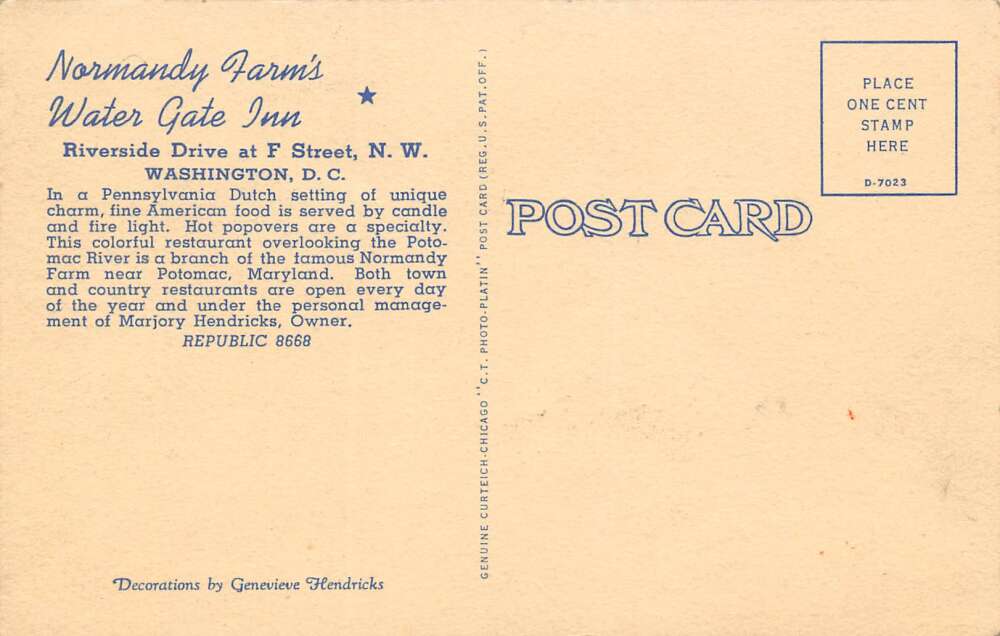 Normandy Farm's
Water Gate Inn
Riverside Drive at F Street, N. W.
WASHINGTON, D. C.
In a Pennsylvania Dutch setting of unique
charm, fine American food is served by candle
and fire light. Hot popovers are a specialty.
This colorful restaurant overlooking the Poto-
mac River is a branch of the famous Normandy
Farm near Potomac, Maryland. Both town
and country restaurants are open every day
of the year and under the personal manage-
ment of Marjory Hendricks, Owner.
REPUBLIC 8668
Decorations by Genevieve Hendricks
GENUINE CURTEICH-CHICAGO "C.T. PHOTO-PLATIN" POST CARD (REG. U.S. PAT. OFF.)
POST CARD
PLACE
ONE CENT
STAMP
HERE
D-7023